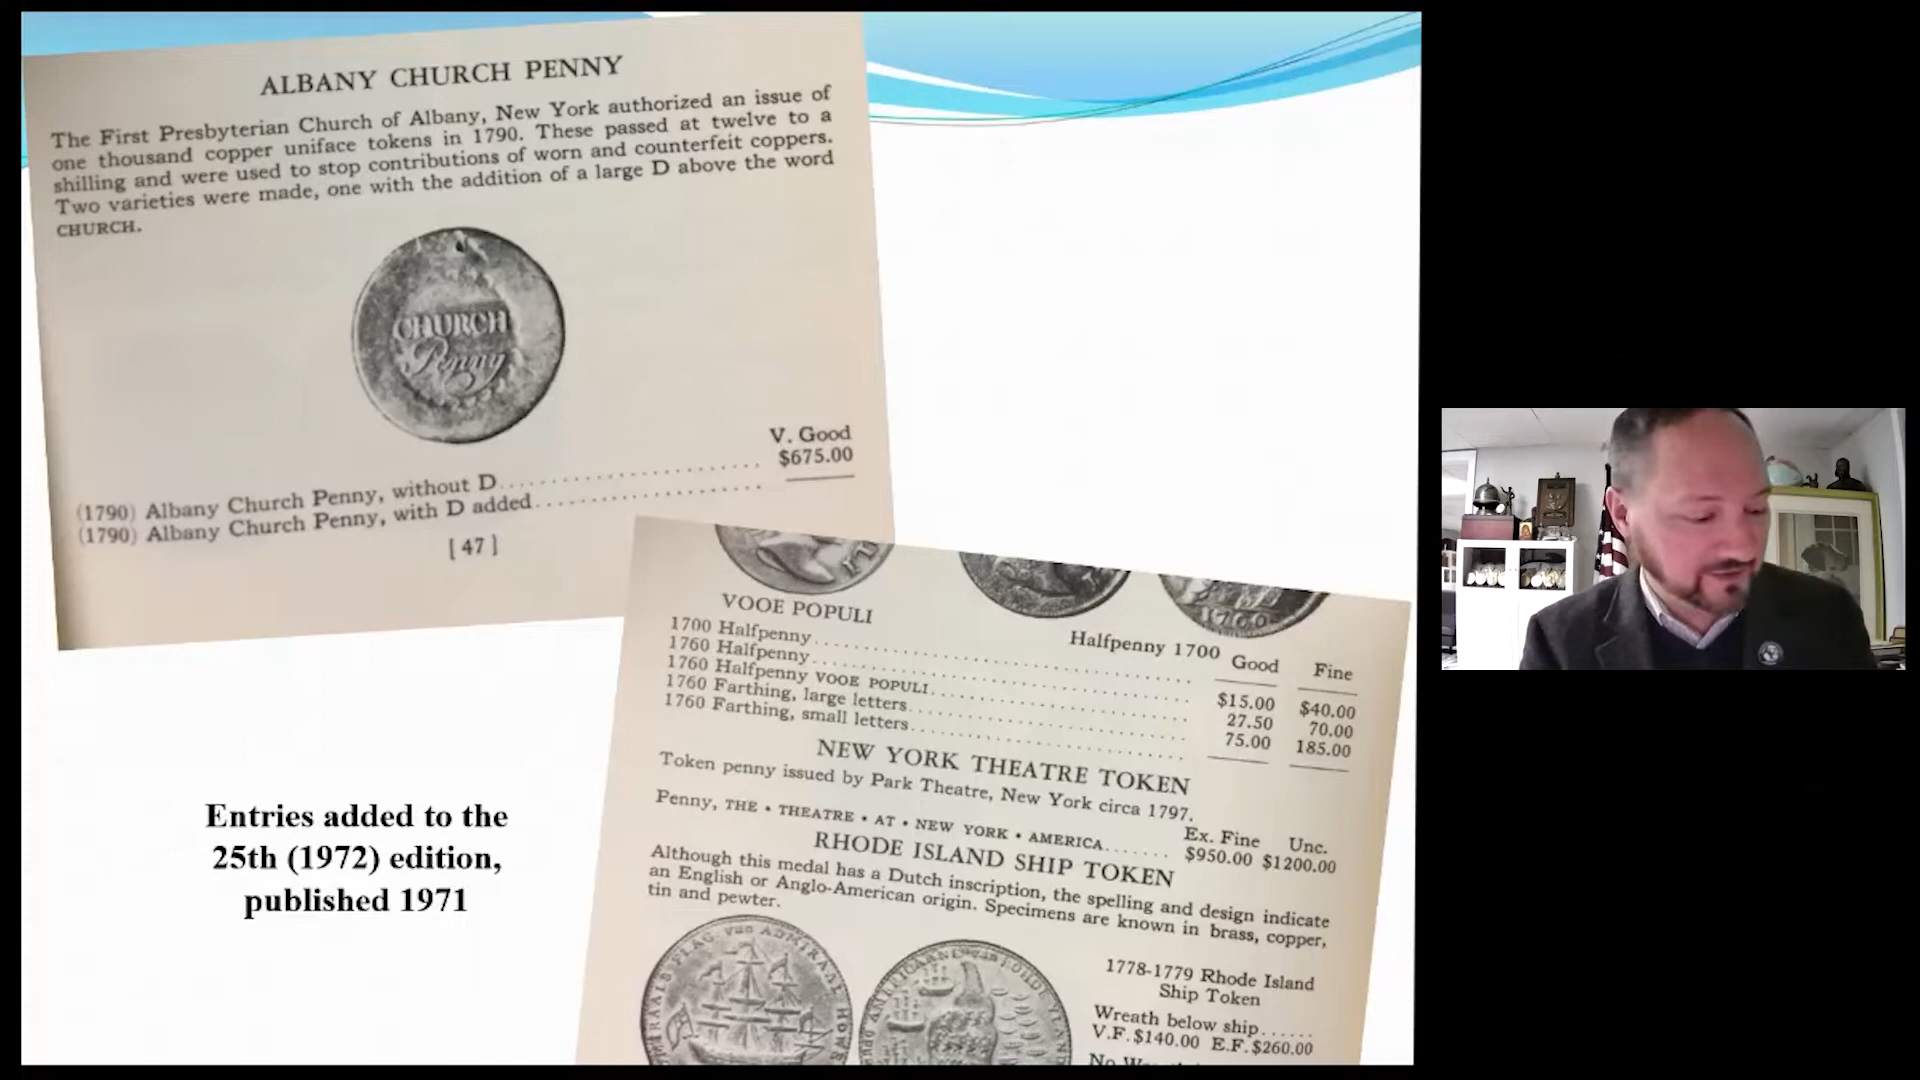 ALBANY CHURCH PENNY
The First Presbyterian Church of Albany, New York authorized an issue of
one thousand copper uniface tokens in 1790. These passed at twelve to a
shilling and were used to stop contributions of worn and counterfeit coppers.
Two varieties were made, one with the addition of a large D above the word
CHURCH.
CHURCH
Penny
V. Good
(1790) Albany Church Penny, without D.......................... $675.00
(1790) Albany Church Penny, with D added..................... ———
[ 47 ]
1760
VOOE POPULI
Halfpenny 1700
Good Fine
1700 Halfpenny........................................ ——— ———
1760 Halfpenny........................................ $15.00 $40.00
1760 Halfpenny VOOE POPULI............................ 27.50 70.00
1760 Farthing, large letters............................ 75.00 185.00
1760 Farthing, small letters............................ ——— ———
NEW YORK THEATRE TOKEN
Token penny issued by Park Theatre, New York circa 1797.
Ex. Fine Unc.
Penny, THE • THEATRE • AT • NEW YORK • AMERICA....... $950.00 $1200.00
RHODE ISLAND SHIP TOKEN
Although this medal has a Dutch inscription, the spelling and design indicate
an English or Anglo-American origin. Specimens are known in brass, copper,
tin and pewter.
1778-1779 Rhode Island
Ship Token
Wreath below ship......
V.F. $140.00 E.F. $260.00
Entries added to the
25th (1972) edition,
published 1971